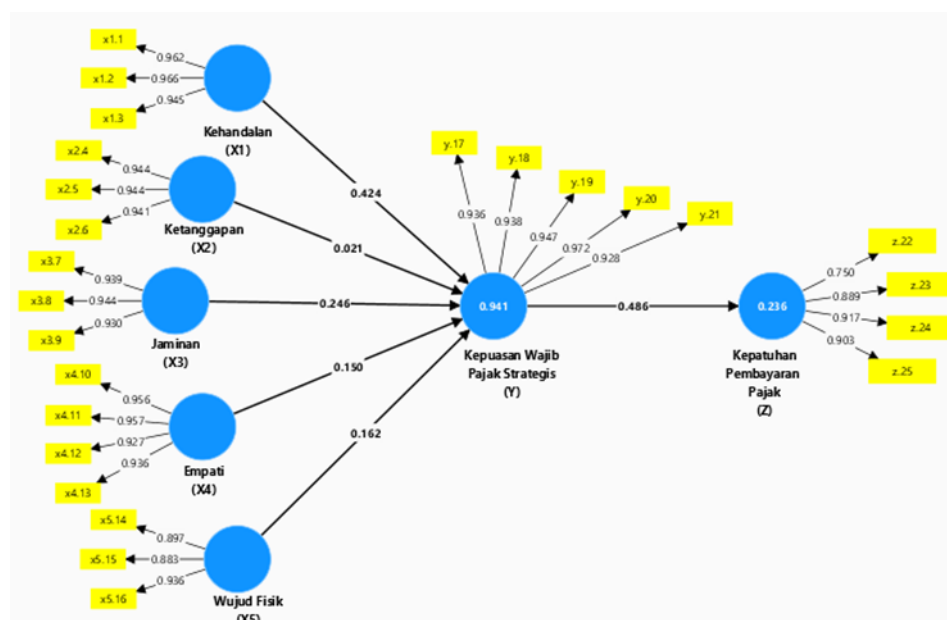 x1.1
0.962
x1.2
0.966
x1.3
0.945
Kehandalan
(X1)
x2.4
0.944
x2.5
0.944
x2.6
0.941
Ketanggapan
(X2)
x3.7
0.939
x3.8
0.944
x3.9
0.930
Jaminan
(X3)
x4.10
0.956
x4.11
0.957
x4.12
0.927
x4.13
0.936
Empati
(X4)
x5.14
0.897
x5.15
0.883
x5.16
0.936
Wujud Fisik
(X5)
0.424
0.021
0.246
0.150
0.162
y.17
y.18
y.19
y.20
y.21
0.936
0.938
0.947
0.972
0.928
0.941
Kepuasan Wajib
Pajak Strategis
(Y)
0.486
0.236
Kepatuhan
Pembayaran
Pajak
(Z)
z.22
0.750
z.23
0.889
z.24
0.917
z.25
0.903